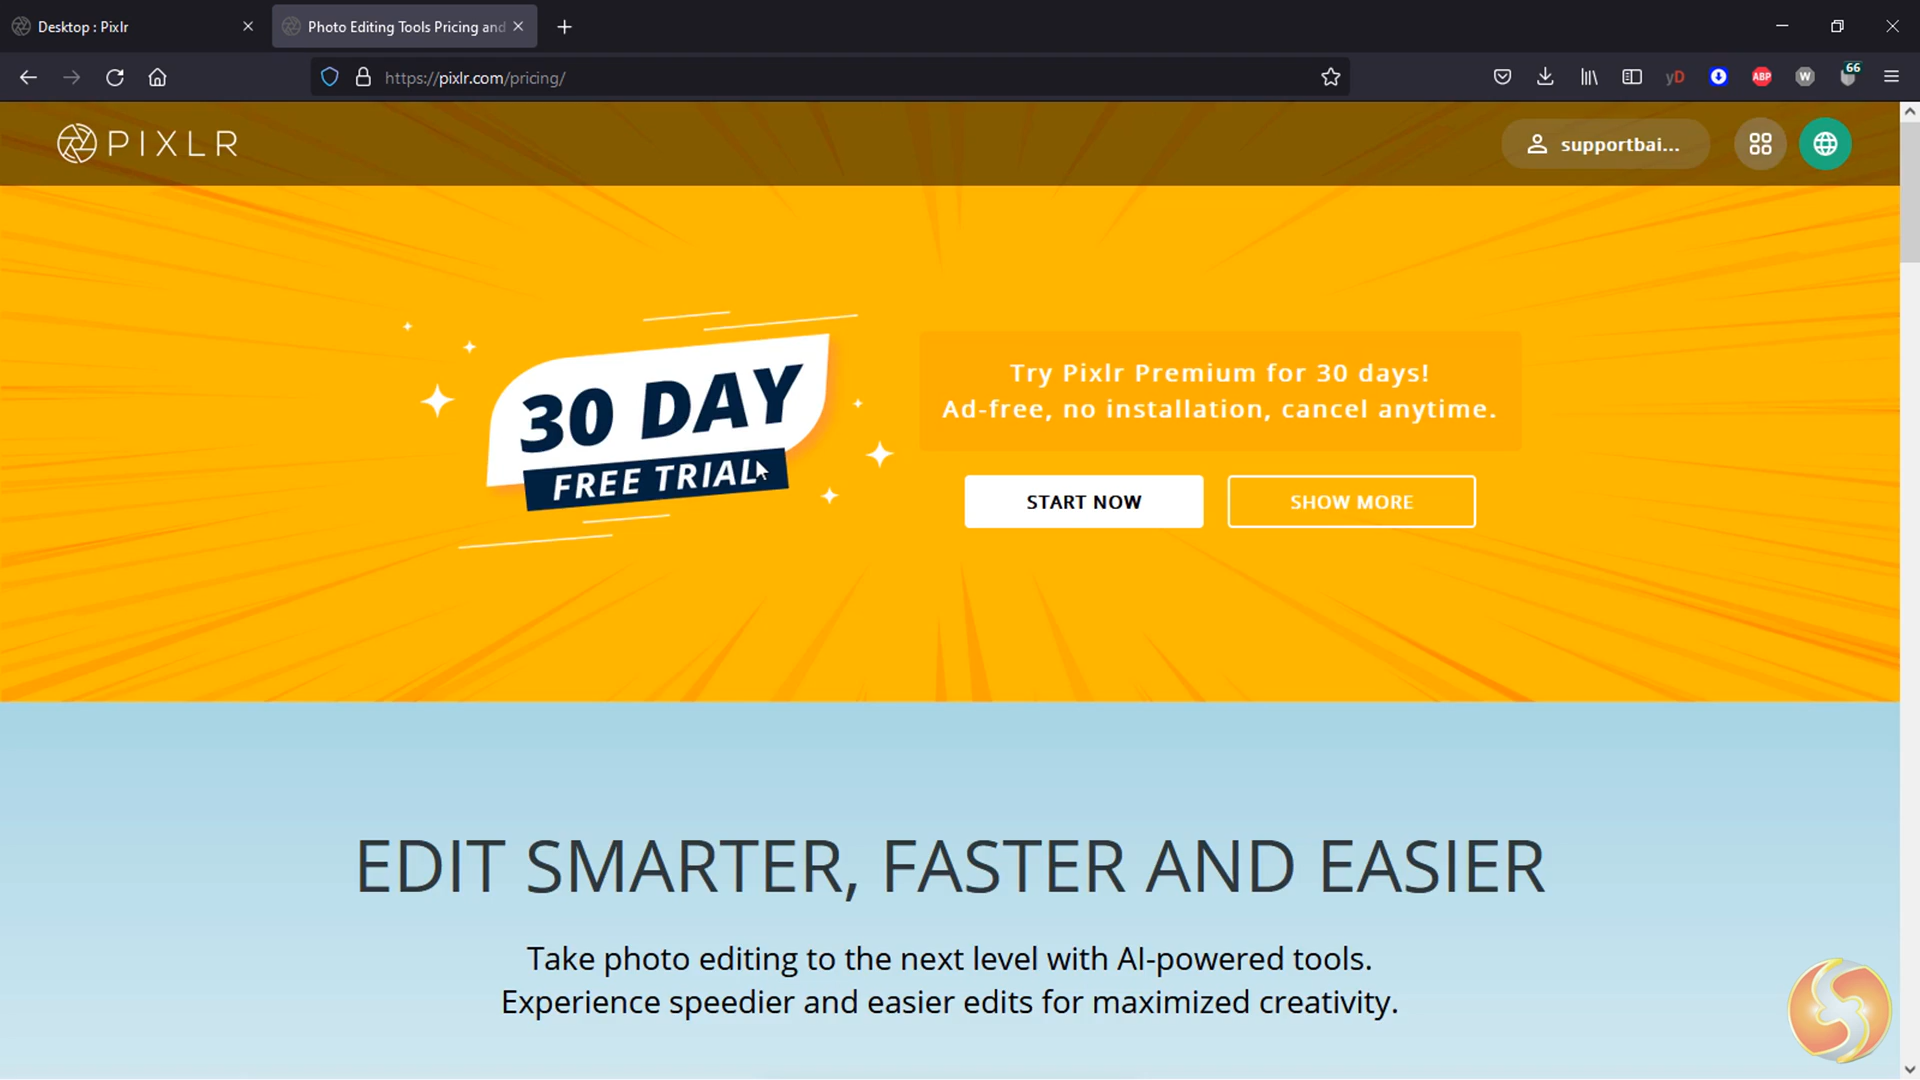 Desktop : Pixlr
Photo Editing Tools Pricing and
https://pixlr.com/pricing/
yD
ABP
W
66
PIXLR
supportbai...
30 DAY
FREE TRIAL
Try Pixlr Premium for 30 days!
Ad-free, no installation, cancel anytime.
START NOW
SHOW MORE
EDIT SMARTER, FASTER AND EASIER
Take photo editing to the next level with AI-powered tools.
Experience speedier and easier edits for maximized creativity.